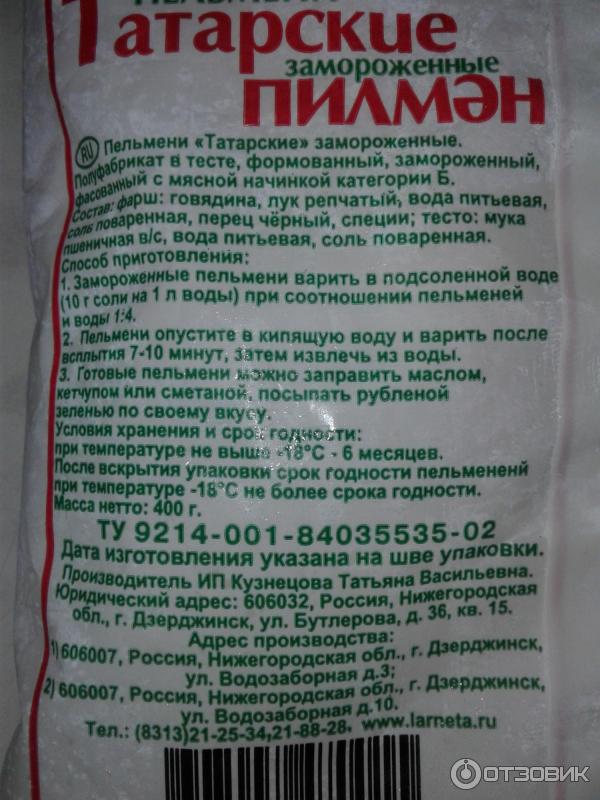 Татарские
замороженные
ПИЛМӘН
RU Пельмени «Татарские» замороженные.
Полуфабрикат в тесте, формованный, замороженный,
фасованный с мясной начинкой категории Б.
Состав: фарш: говядина, лук репчатый, вода питьевая,
соль поваренная, перец чёрный, специи; тесто: мука
пшеничная в/с, вода питьевая, соль поваренная.
Способ приготовления:
1. Замороженные пельмени варить в подсоленной воде
(10 г соли на 1 л воды) при соотношении пельменей
и воды 1:4.
2. Пельмени опустите в кипящую воду и варить после
всплытия 7-10 минут, затем извлечь из воды.
3. Готовые пельмени можно заправить маслом,
кетчупом или сметаной, посыпать рубленой
зеленью по своему вкусу.
Условия хранения и срок годности:
при температуре не выше -18°С - 6 месяцев.
После вскрытия упаковки срок годности пельмененй
при температуре -18°С не более срока годности.
Масса нетто: 400 г.
ТУ 9214-001-84035535-02
Дата изготовления указана на шве упаковки.
Производитель ИП Кузнецова Татьяна Васильевна.
Юридический адрес: 606032, Россия, Нижегородская
обл., г. Дзержинск, ул. Бутлерова, д. 36, кв. 15.
Адрес производства:
1) 606007, Россия, Нижегородская обл., г. Дзержинск,
ул. Водозаборная д.3;
2) 606007, Россия, Нижегородская обл., г. Дзержинск,
ул. Водозаборная д.10.
Тел.: (8313)21-25-34,21-88-28, www.larneta.ru
ОТЗОВИК